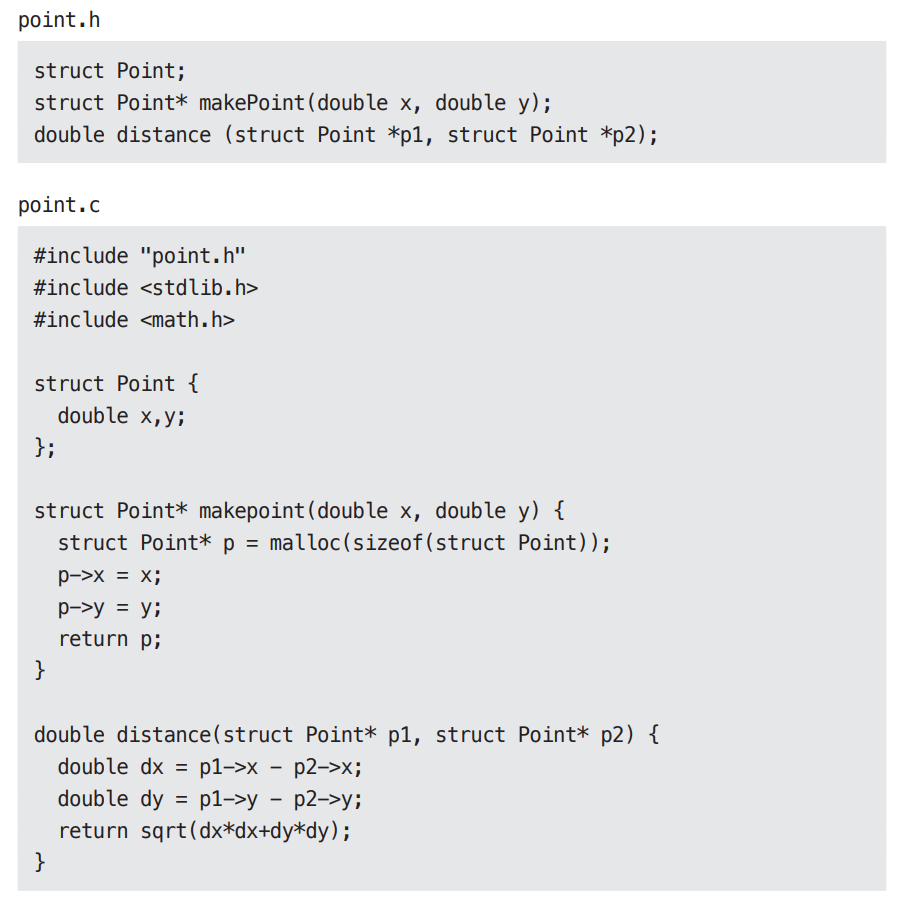 point.h
struct Point;
struct Point* makePoint(double x, double y);
double distance (struct Point *p1, struct Point *p2);
point.c
#include "point.h"
#include <stdlib.h>
#include <math.h>
struct Point {
  double x,y;
};
struct Point* makepoint(double x, double y) {
  struct Point* p = malloc(sizeof(struct Point));
  p->x = x;
  p->y = y;
  return p;
}
double distance(struct Point* p1, struct Point* p2) {
  double dx = p1->x - p2->x;
  double dy = p1->y - p2->y;
  return sqrt(dx*dx+dy*dy);
}